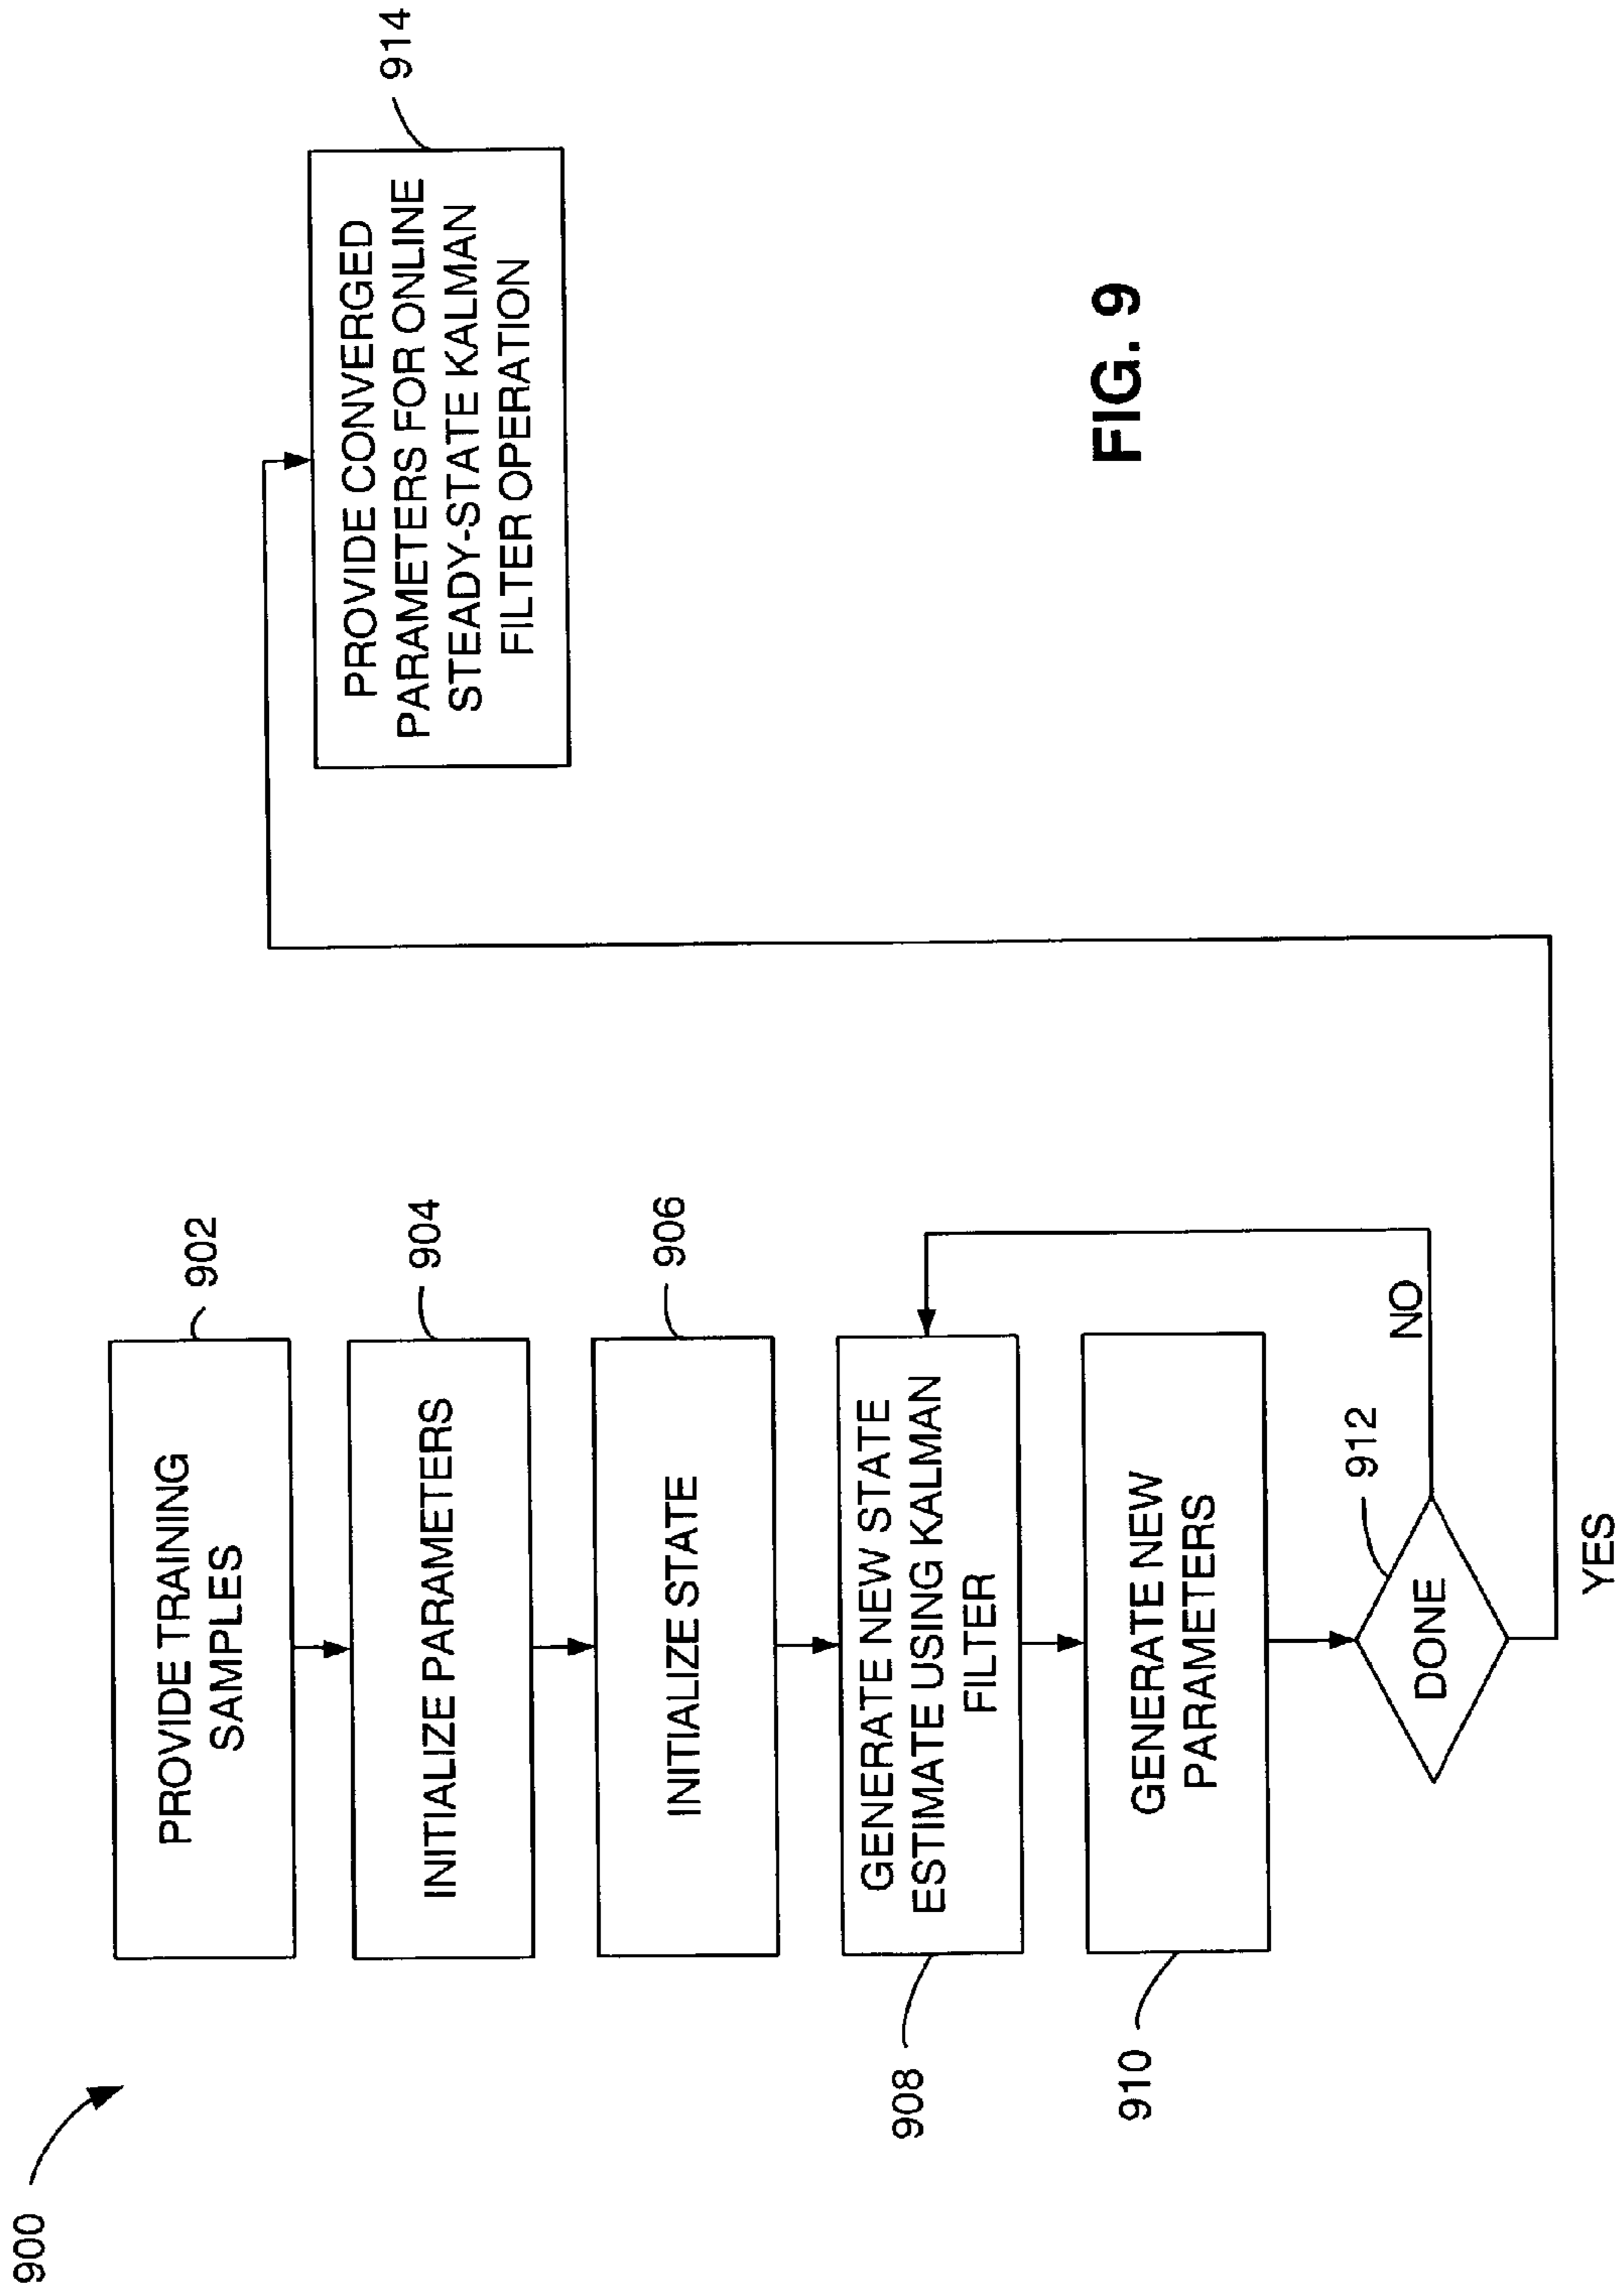 900
PROVIDE TRAINING
SAMPLES
902
INITIALIZE PARAMETERS
904
INITIALIZE STATE
906
GENERATE NEW STATE
ESTIMATE USING KALMAN
FILTER
908
GENERATE NEW
PARAMETERS
910
DONE
912
NO
YES
PROVIDE CONVERGED
PARAMETERS FOR ONLINE
STEADY-STATE KALMAN
FILTER OPERATION
914
FIG. 9